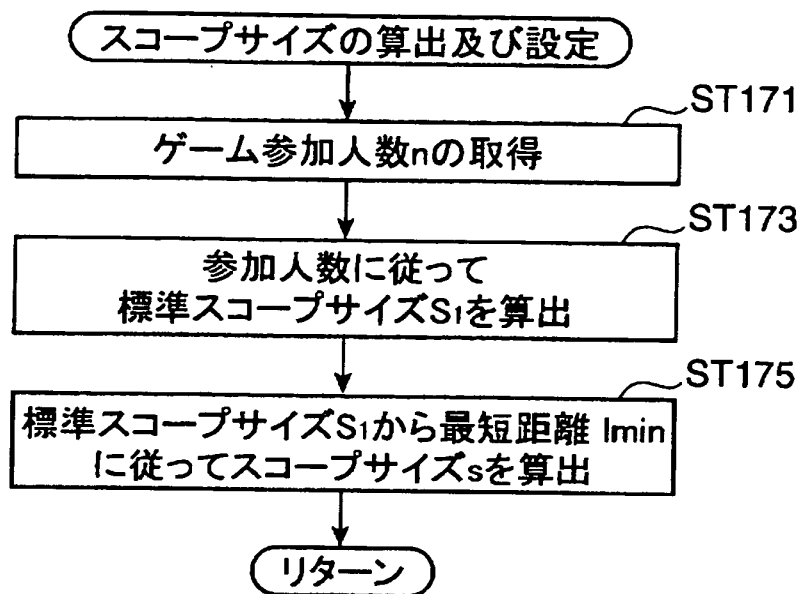 スコープサイズの算出及び設定
ST171
ゲーム参加人数nの取得
ST173
参加人数に従って
標準スコープサイズS1を算出
ST175
標準スコープサイズS1から最短距離 lmin
に従ってスコープサイズsを算出
リターン